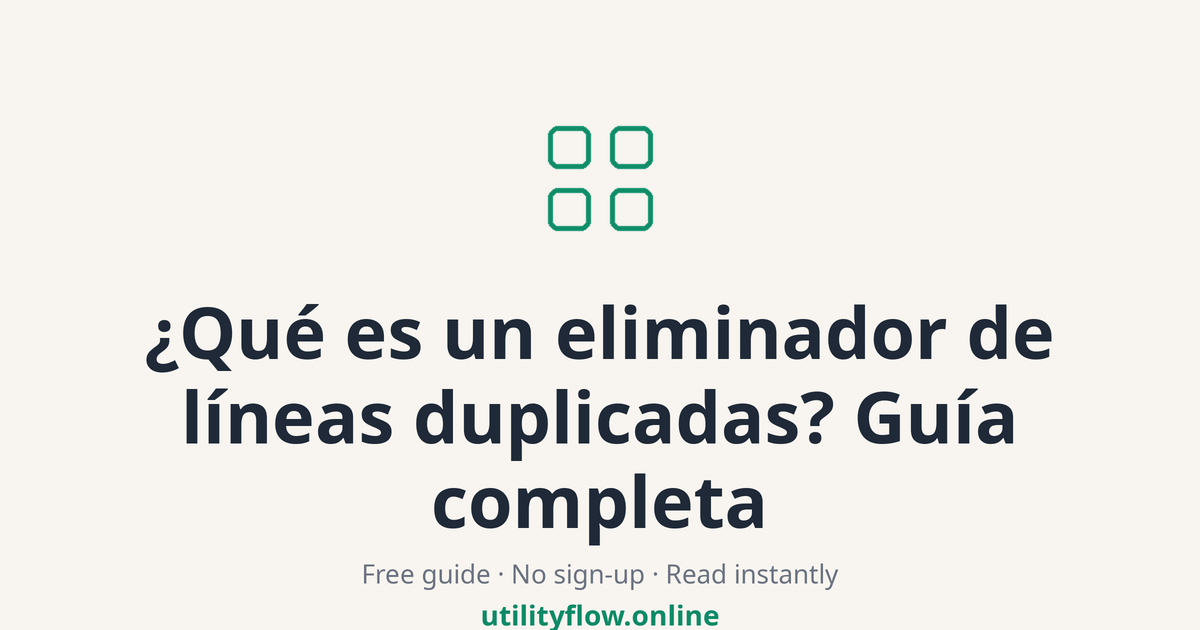 ¿Qué es un eliminador de
líneas duplicadas? Guía
completa
Free guide · No sign-up · Read instantly
utilityflow.online